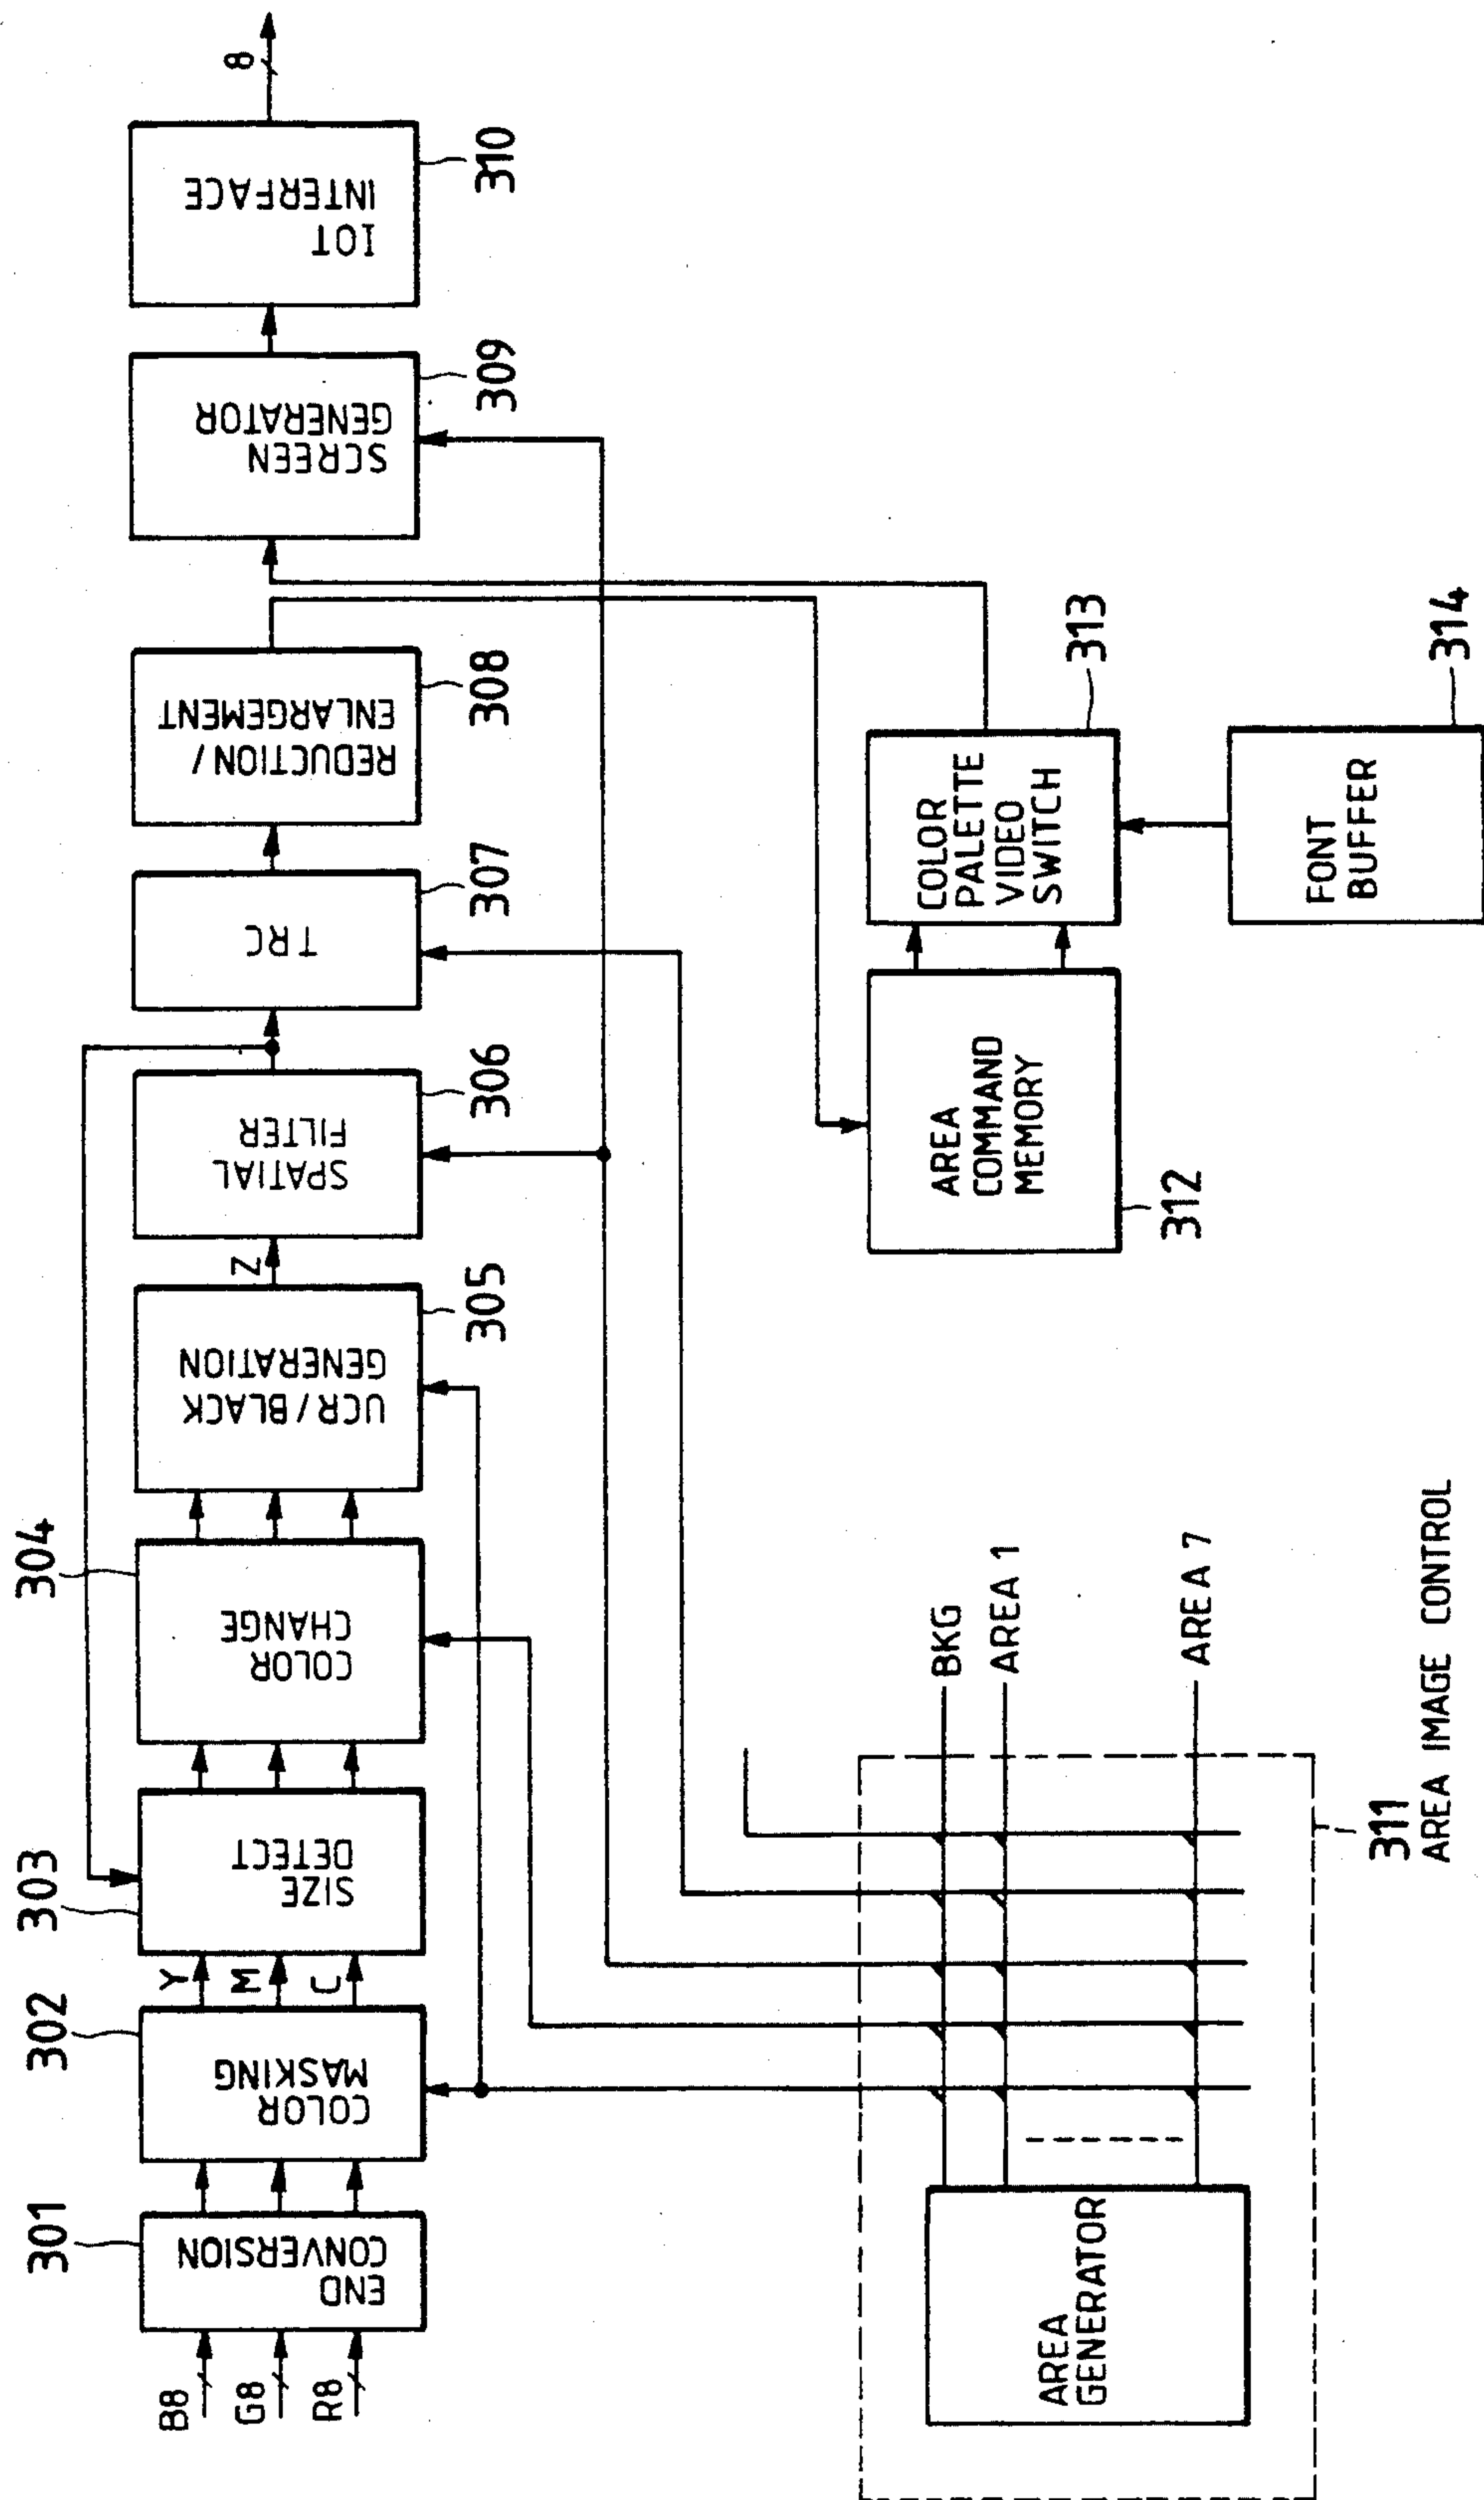 B8
G8
R8
301
END
CONVERSION
302
COLOR
MASKING
Y
M
C
303
SIZE
DETECT
304
COLOR
CHANGE
305
UCR/BLACK
GENERATION
Z
306
SPATIAL
FILTER
307
TRC
308
REDUCTION/
ENLARGEMENT
309
SCREEN
GENERATOR
310
IOT
INTERFACE
8
312
AREA
COMMAND
MEMORY
313
COLOR
PALETTE
VIDEO
SWITCH
314
FONT
BUFFER
AREA
GENERATOR
BKG
AREA 1
AREA 7
311
AREA IMAGE CONTROL